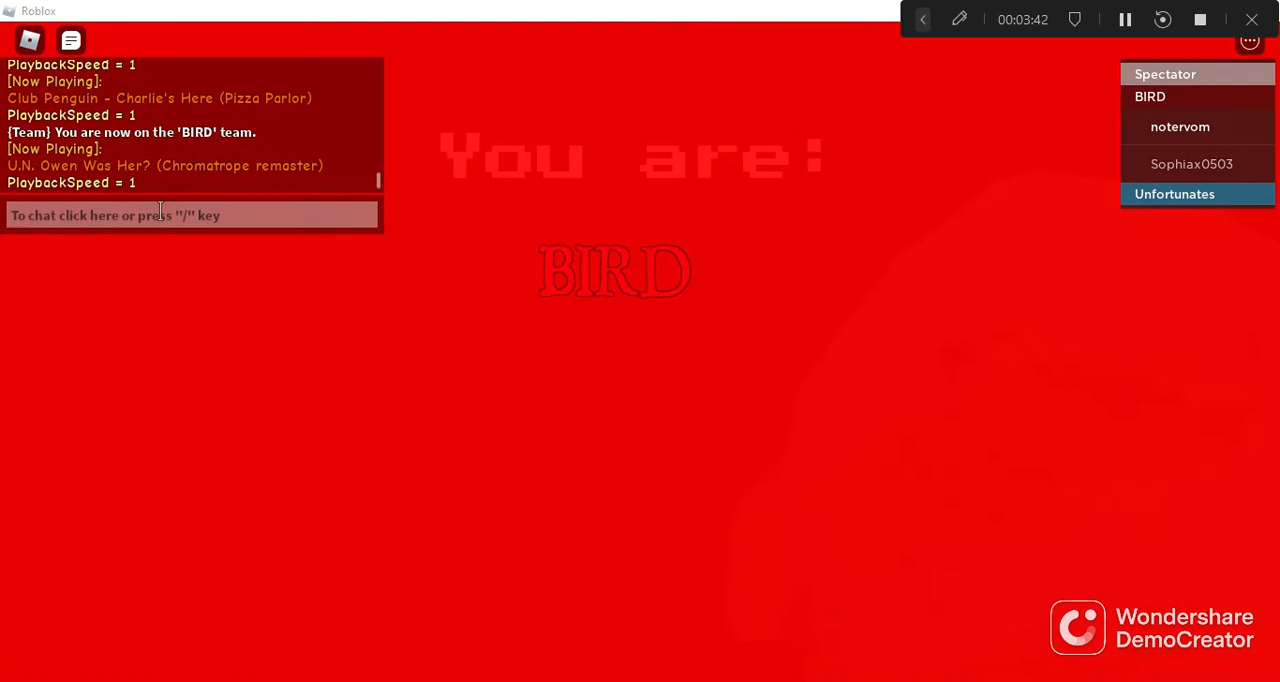 Roblox
00:03:42
PlaybackSpeed = 1
[Now Playing]:
Club Penguin - Charlie's Here (Pizza Parlor)
PlaybackSpeed = 1
{Team} You are now on the 'BIRD' team.
[Now Playing]:
U.N. Owen Was Her? (Chromatrope remaster)
PlaybackSpeed = 1
To chat click here or press "/" key
You are:
BIRD
Spectator
BIRD
notervom
Sophiax0503
Unfortunates
Wondershare
DemoCreator